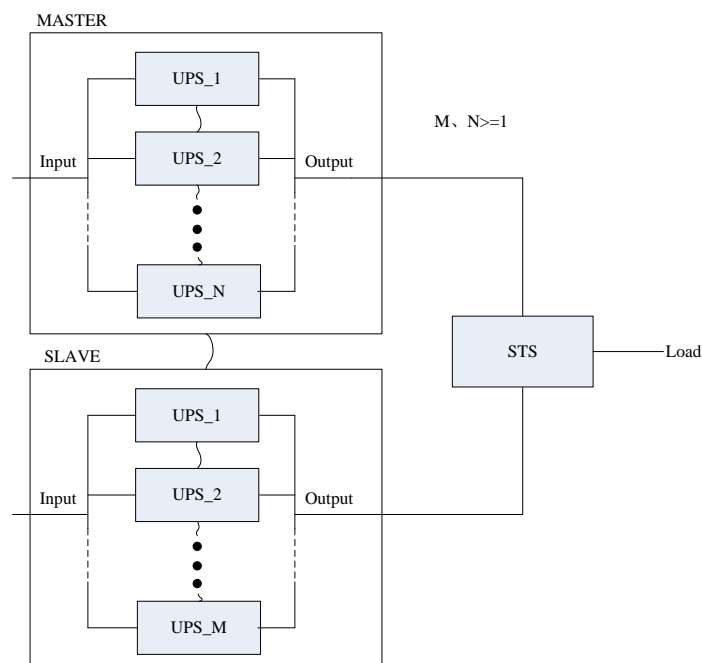 MASTER
UPS_1
M、N>=1
Input
UPS_2
Output
UPS_N
STS
Load
SLAVE
UPS_1
Input
UPS_2
Output
UPS_M